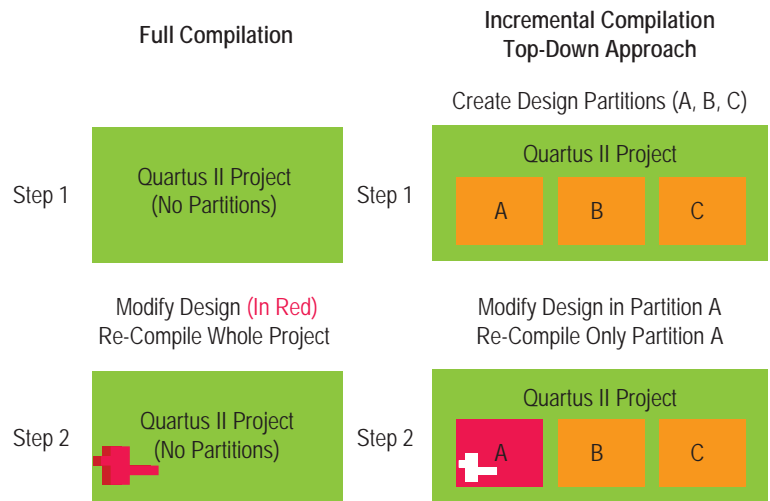 Full Compilation
Step 1
Quartus II Project
(No Partitions)
Modify Design (In Red)
Re-Compile Whole Project
Step 2
Quartus II Project
(No Partitions)
Incremental Compilation
Top-Down Approach
Create Design Partitions (A, B, C)
Step 1
Quartus II Project
A B C
Modify Design in Partition A
Re-Compile Only Partition A
Step 2
Quartus II Project
A B C